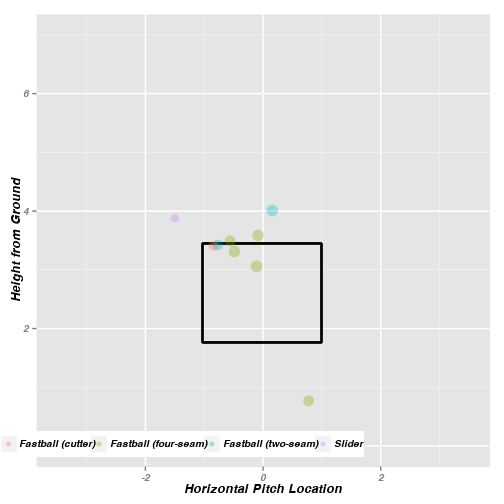 6
4
2
Height from Ground
Fastball (cutter) Fastball (four-seam) Fastball (two-seam) Slider
-2 0 2
Horizontal Pitch Location